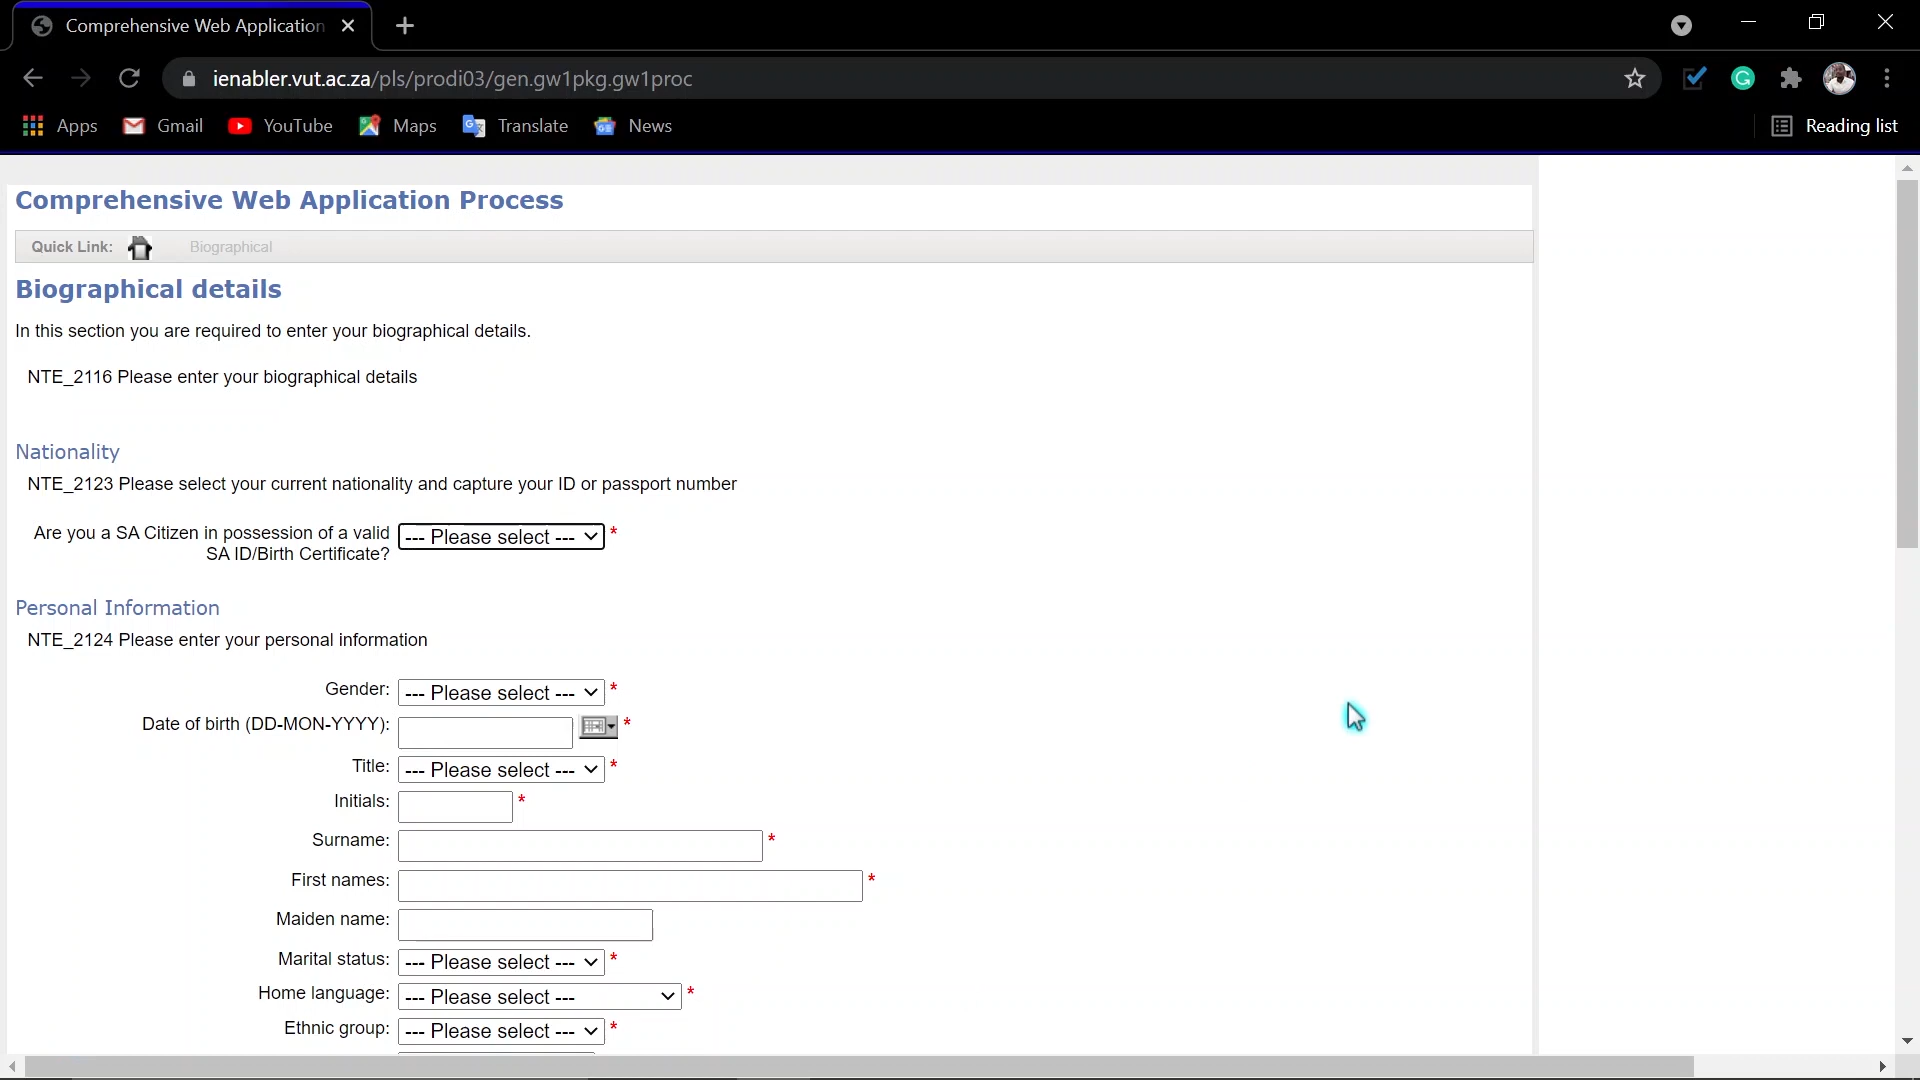 Comprehensive Web Application
ienabler.vut.ac.za/pls/prodi03/gen.gw1pkg.gw1proc
Apps Gmail YouTube Maps Translate News Reading list
Comprehensive Web Application Process
Quick Link: Biographical
Biographical details
In this section you are required to enter your biographical details.
NTE_2116 Please enter your biographical details
Nationality
NTE_2123 Please select your current nationality and capture your ID or passport number
Are you a SA Citizen in possession of a valid --- Please select --- *
SA ID/Birth Certificate?
Personal Information
NTE_2124 Please enter your personal information
Gender: --- Please select --- *
Date of birth (DD-MON-YYYY): *
Title: --- Please select --- *
Initials: *
Surname: *
First names: *
Maiden name:
Marital status: --- Please select --- *
Home language: --- Please select --- *
Ethnic group: --- Please select --- *